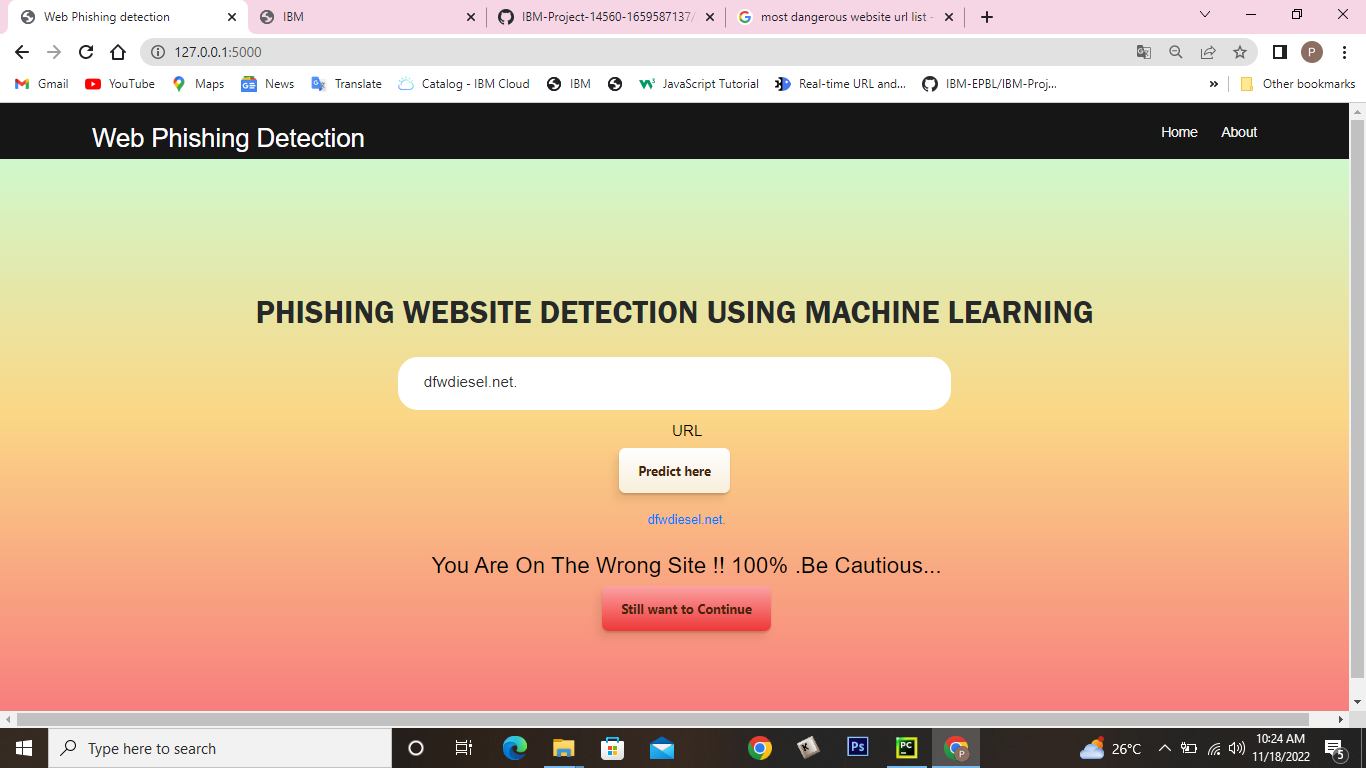 Web Phishing detection
IBM
IBM-Project-14560-1659587137/
most dangerous website url list -
127.0.0.1:5000
P
Gmail
YouTube
Maps
News
Translate
Catalog - IBM Cloud
IBM
JavaScript Tutorial
Real-time URL and...
IBM-EPBL/IBM-Proj...
»
Other bookmarks
Web Phishing Detection
Home
About
PHISHING WEBSITE DETECTION USING MACHINE LEARNING
dfwdiesel.net.
URL
Predict here
dfwdiesel.net.
You Are On The Wrong Site !! 100% .Be Cautious...
Still want to Continue
Type here to search
Ps
PC
P
26°C
10:24 AM
11/18/2022
5